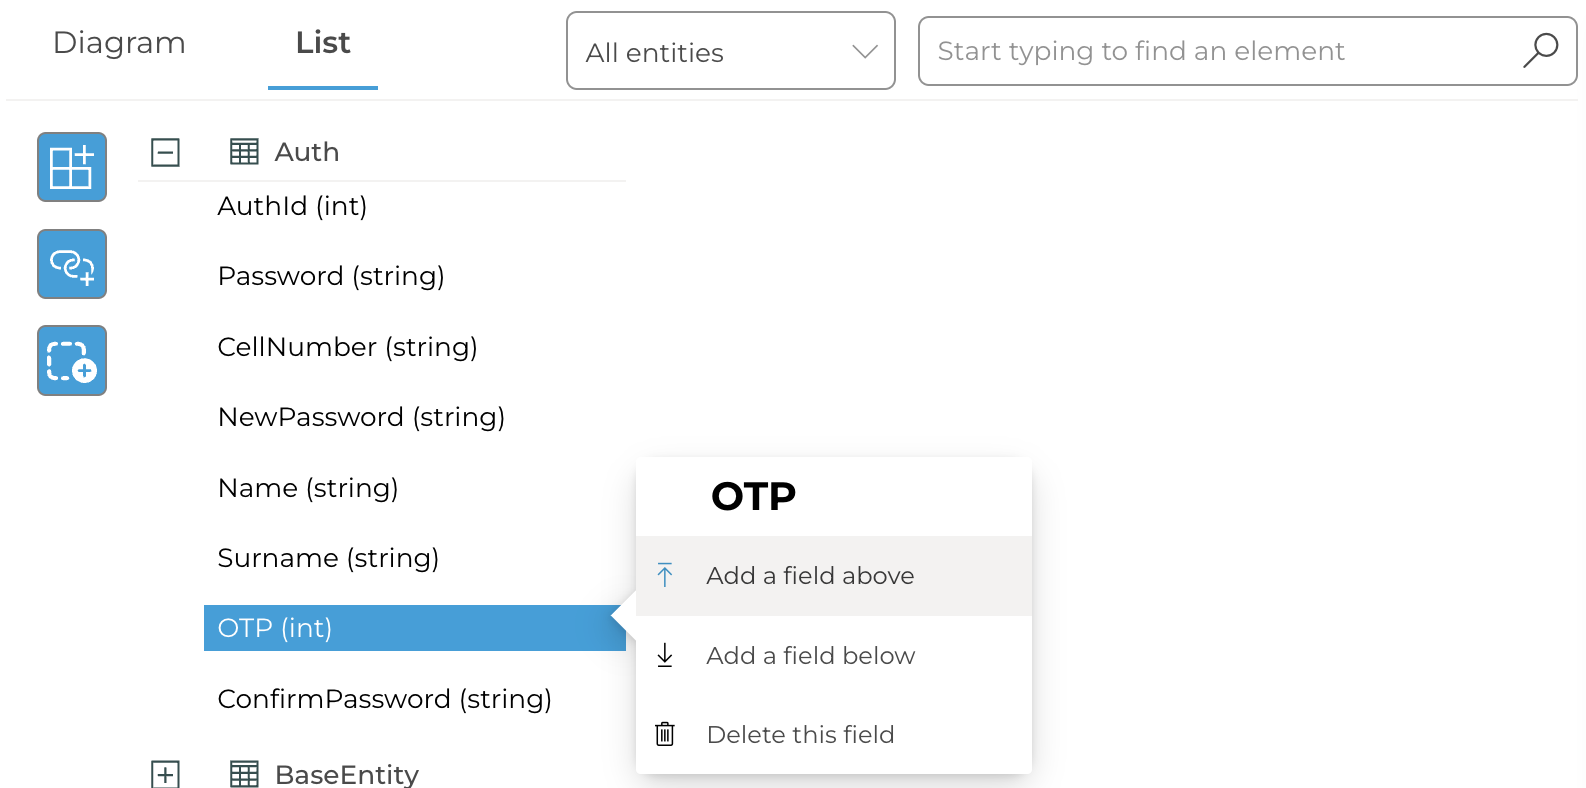 Diagram
List
All entities
Start typing to find an element
Auth
AuthId (int)
Password (string)
CellNumber (string)
NewPassword (string)
Name (string)
Surname (string)
OTP (int)
ConfirmPassword (string)
BaseEntity
OTP
Add a field above
Add a field below
Delete this field